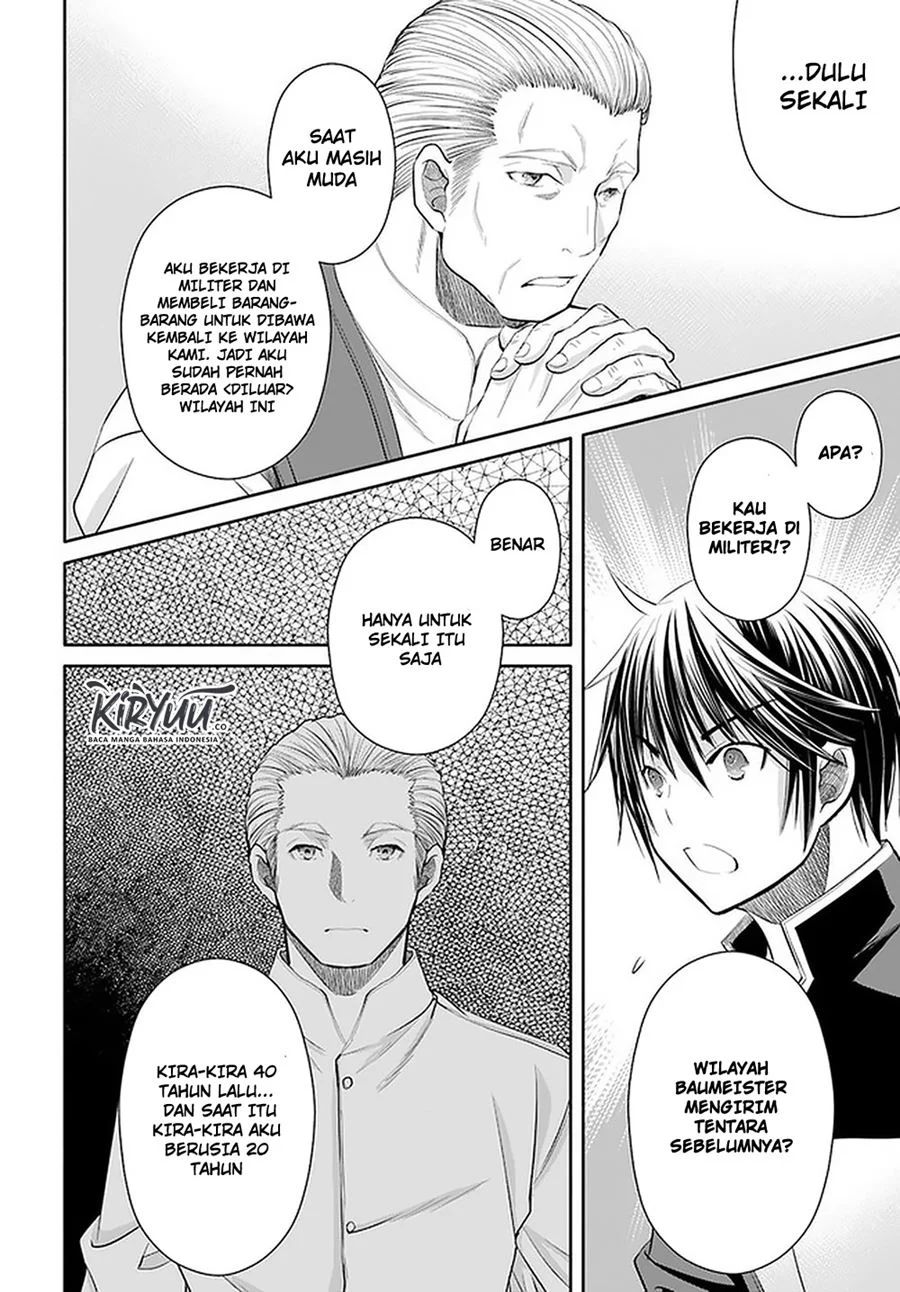 ...DULU
SEKALI
SAAT
AKU MASIH
MUDA
AKU BEKERJA DI
MILITER DAN
MEMBELI BARANG-
BARANG UNTUK DIBAWA
KEMBALI KE WILAYAH
KAMI. JADI AKU
SUDAH PERNAH
BERADA <DILUAR>
WILAYAH INI
APA?
KAU
BEKERJA DI
MILITER!?
WILAYAH
BAUMEISTER
MENGIRIM
TENTARA
SEBELUMNYA?
BENAR
HANYA UNTUK
SEKALI ITU
SAJA
KIRYUU.CO
BACA MANGA BAHASA INDONESIA
KIRA-KIRA 40
TAHUN LALU...
DAN SAAT ITU
KIRA-KIRA AKU
BERUSIA 20
TAHUN